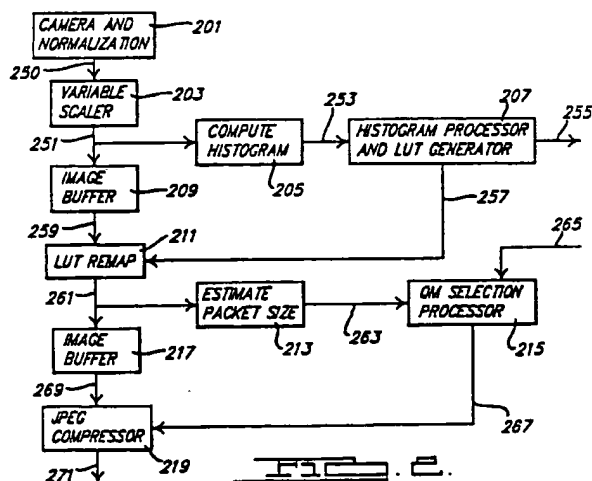 CAMERA AND
NORMALIZATION
201
250
VARIABLE
SCALER
203
251
COMPUTE
HISTOGRAM
205
253
207
HISTOGRAM PROCESSOR
AND LUT GENERATOR
255
257
IMAGE
BUFFER
209
259
211
LUT REMAP
261
265
ESTIMATE
PACKET SIZE
213
263
QM SELECTION
PROCESSOR
215
IMAGE
BUFFER
217
269
267
JPEG
COMPRESSOR
219
271
FIG. 2.